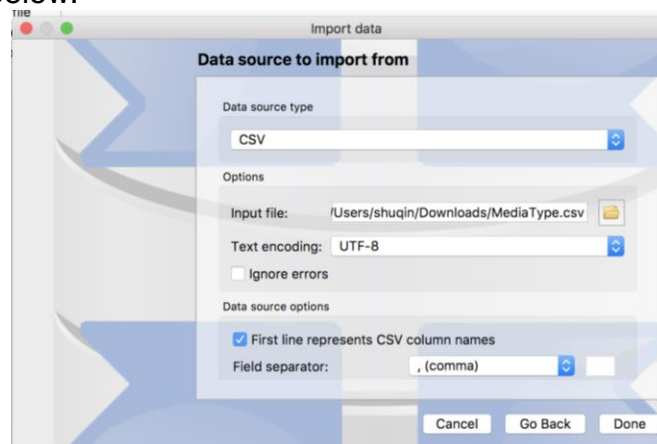 below.
file
Import data
Data source to import from
Data source type
CSV
Options
Input file: /Users/shuqin/Downloads/MediaType.csv
Text encoding: UTF-8
Ignore errors
Data source options
First line represents CSV column names
Field separator: , (comma)
Cancel Go Back Done